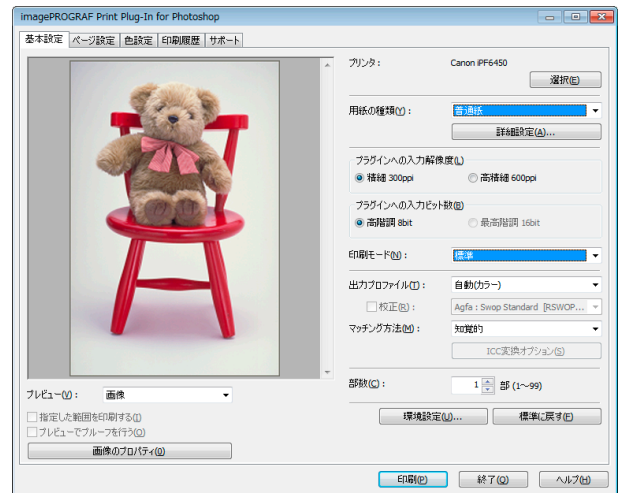 imagePROGRAF Print Plug-In for Photoshop
基本設定 ページ設定 色設定 印刷履歴 サポート
プリンタ： Canon iPF6450
選択(E)
用紙の種類(Y)： 普通紙
詳細設定(A)...
プラグインへの入力解像度(L)
精細 300ppi 高精細 600ppi
プラグインへの入力ビット数(B)
高階調 8bit 最高階調 16bit
印刷モード(N)： 標準
出力プロファイル(T)： 自動(カラー)
校正(R)： Agfa : Swop Standard [RSWOP...
マッチング方法(M)： 知覚的
ICC変換オプション(S)
部数(C)： 1 部 (1～99)
プレビュー(V)： 画像
指定した範囲を印刷する(I)
プレビューでプルーフを行う(O)
画像のプロパティ(0)
環境設定(U)... 標準に戻す(F)
印刷(P) 終了(Q) ヘルプ(H)